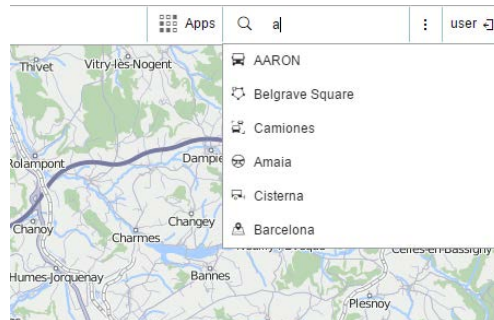 Apps
a
user
AARON
Belgrave Square
Camiones
Amaia
Cisterna
Barcelona
Thivet
Vitry-lès-Nogent
Rolampont
Dampie
Changey
Chanoy
Charmes
Humes-Jorquenay
Bannes
Plesnoy